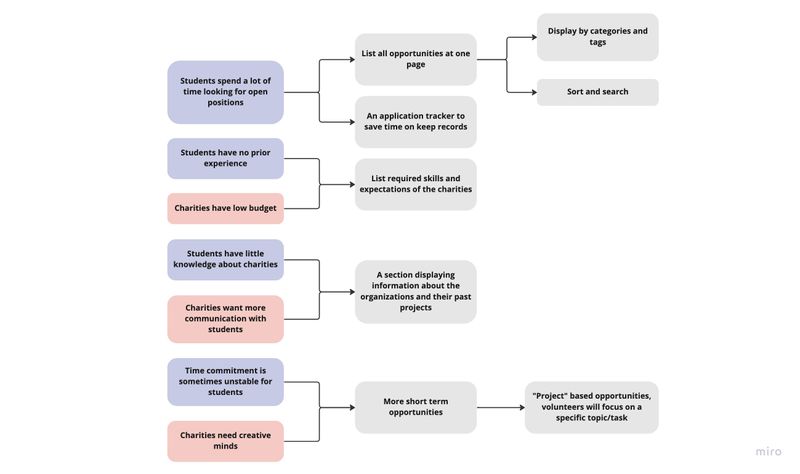 Students spend a lot of
time looking for open
positions
List all opportunities at one
page
Display by categories and
tags
Sort and search
An application tracker to
save time on keep records
Students have no prior
experience
Charities have low budget
List required skills and
expectations of the charities
Students have little
knowledge about charities
Charities want more
communication with
students
A section displaying
information about the
organizations and their past
projects
Time commitment is
sometimes unstable for
students
Charities need creative
minds
More short term
opportunities
"Project" based opportunities,
volunteers will focus on a
specific topic/task
miro